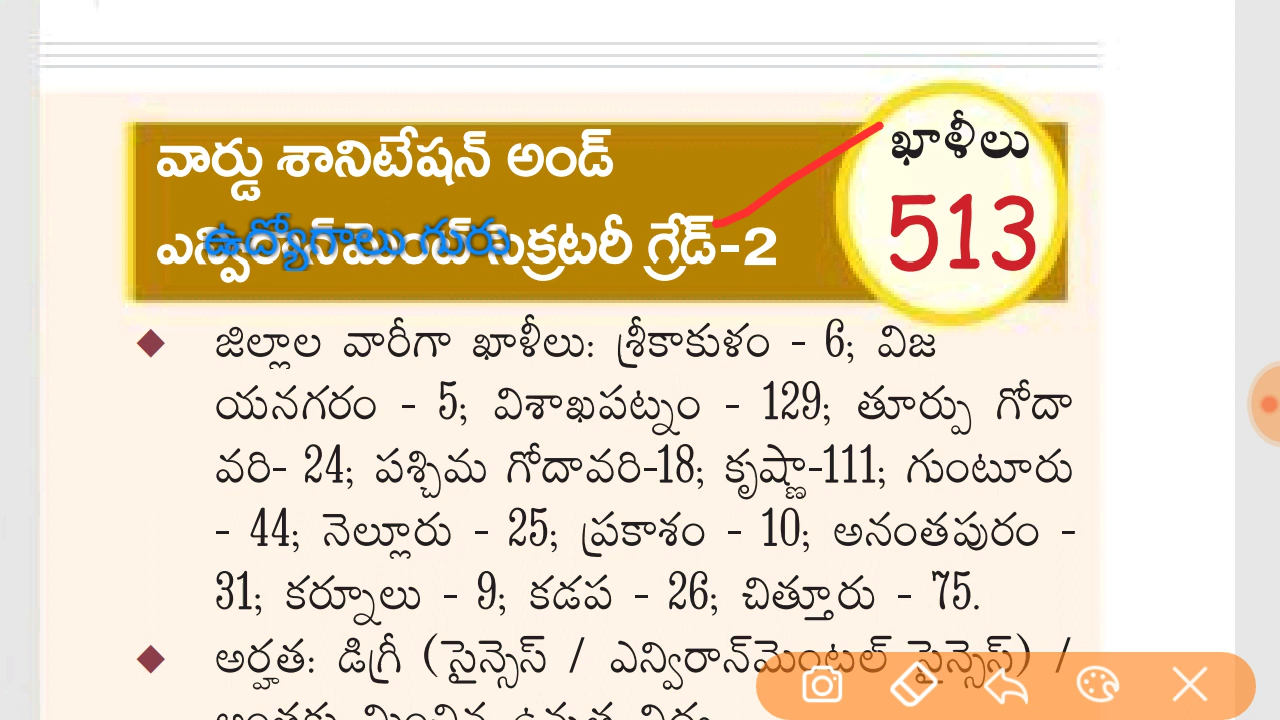 వార్డు శానిటేషన్ అండ్
ఖాళీలు
ఎన్విరాన్‌మెంట్ సెక్రటరీ గ్రేడ్-2
513
ఉద్యోగాలు గురు
జిల్లాల వారీగా ఖాళీలు: శ్రీకాకుళం - 6; విజ
యనగరం - 5; విశాఖపట్నం - 129; తూర్పు గోదా
వరి- 24; పశ్చిమ గోదావరి-18; కృష్ణా-111; గుంటూరు
- 44; నెల్లూరు - 25; ప్రకాశం - 10; అనంతపురం -
31; కర్నూలు - 9; కడప - 26; చిత్తూరు - 75.
అర్హత: డిగ్రీ (సైన్సెస్ / ఎన్విరాన్‌మెంటల్ సైన్సెస్) /